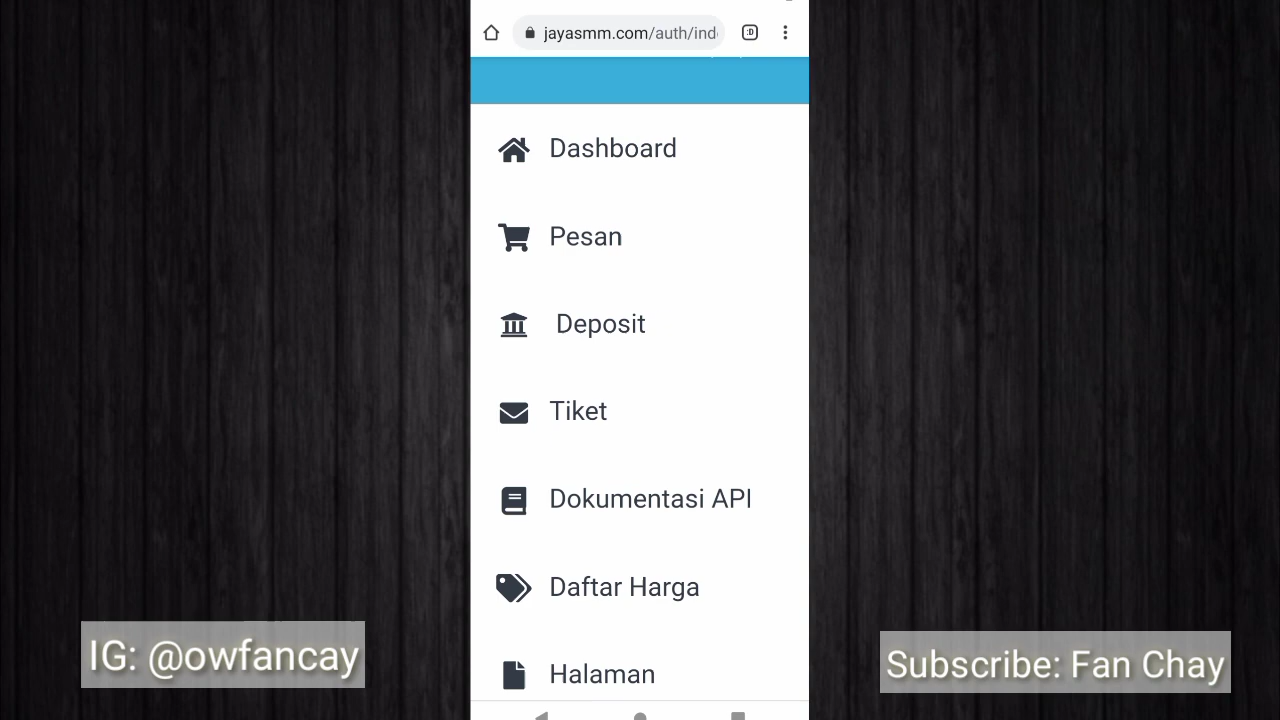 jayasmm.com/auth/ind
:D
Dashboard
Pesan
Deposit
Tiket
Dokumentasi API
Daftar Harga
Halaman
IG: @owfancay
Subscribe: Fan Chay